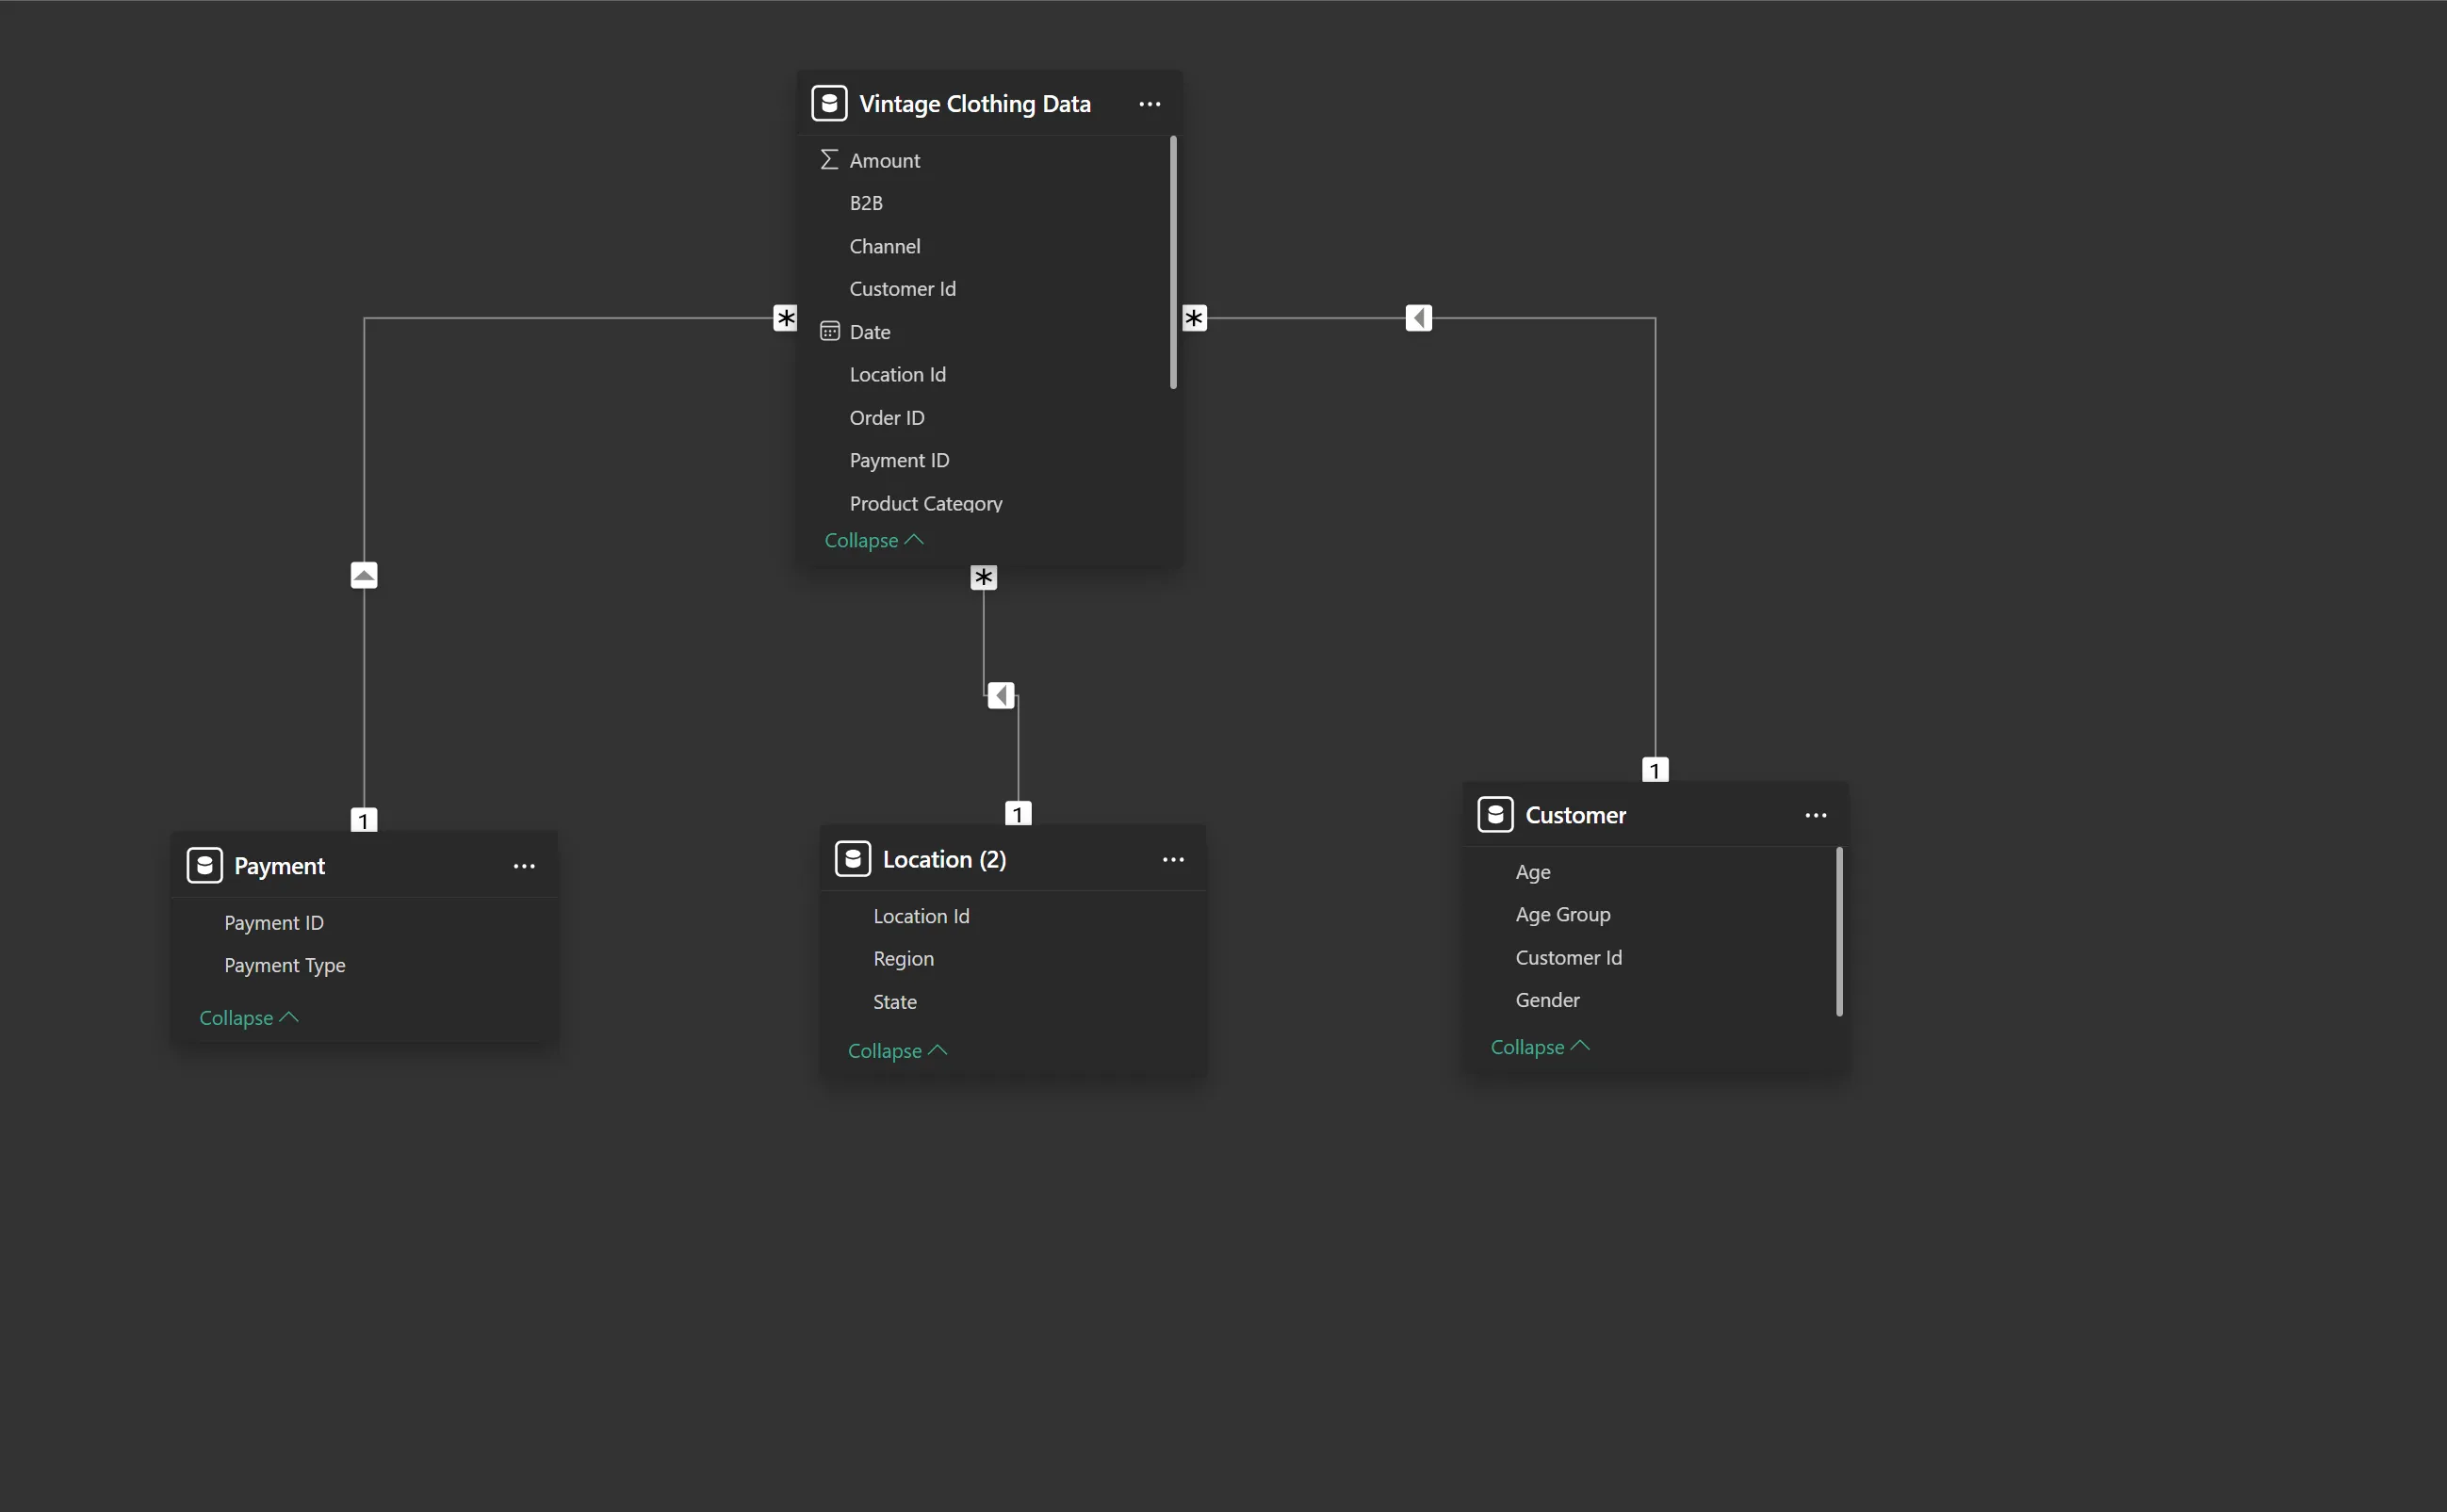 Vintage Clothing Data
Amount
B2B
Channel
Customer Id
Date
Location Id
Order ID
Payment ID
Product Category
Collapse
*
*
*
1
1
1
Payment
Payment ID
Payment Type
Collapse
Location (2)
Location Id
Region
State
Collapse
Customer
Age
Age Group
Customer Id
Gender
Collapse